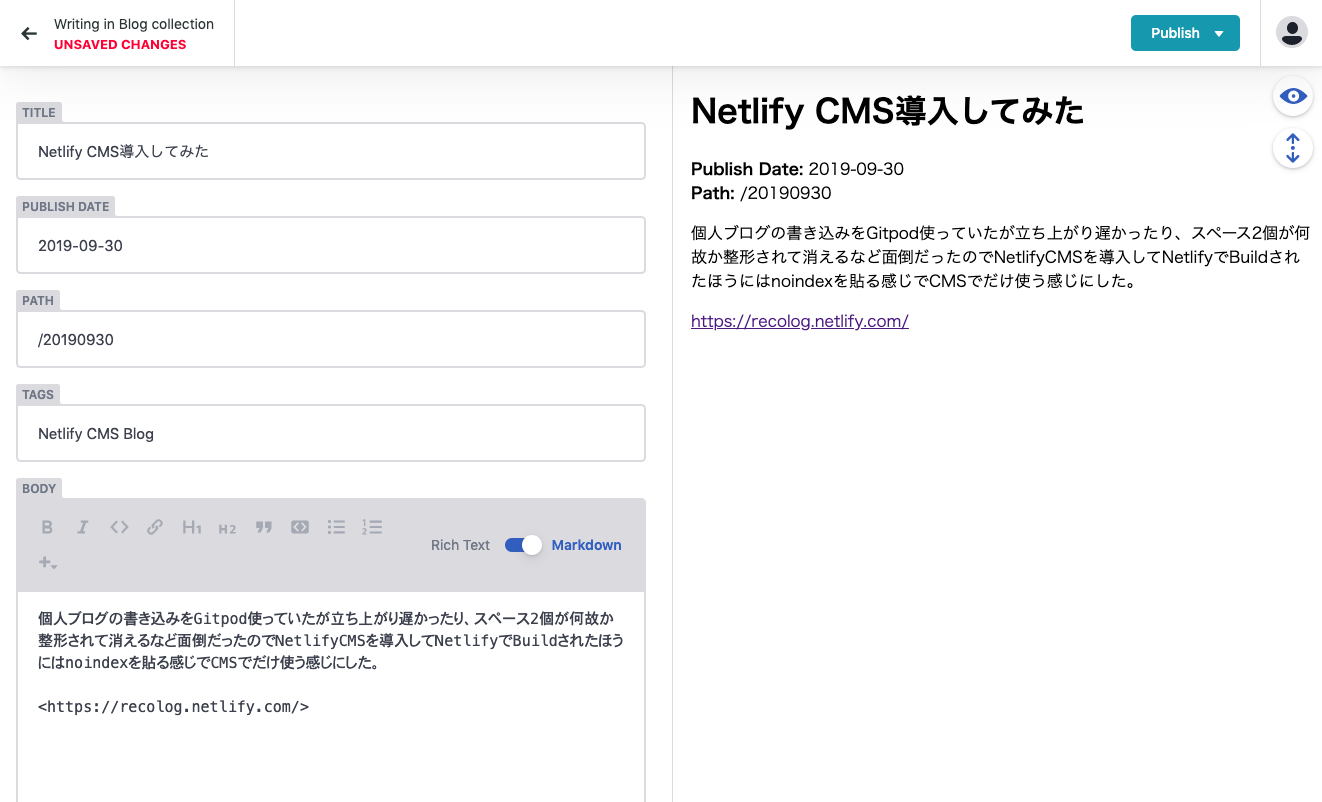 Writing in Blog collection
UNSAVED CHANGES
Publish
TITLE
Netlify CMS導入してみた
PUBLISH DATE
2019-09-30
PATH
/20190930
TAGS
Netlify CMS Blog
BODY
B I H1 H2
Rich Text Markdown
個人ブログの書き込みをGitpod使っていたが立ち上がり遅かったり、スペース2個が何故か
整形されて消えるなど面倒だったのでNetlifyCMSを導入してNetlifyでBuildされたほう
にはnoindexを貼る感じでCMSでだけ使う感じにした。
<https://recolog.netlify.com/>
Netlify CMS導入してみた
Publish Date: 2019-09-30
Path: /20190930
個人ブログの書き込みをGitpod使っていたが立ち上がり遅かったり、スペース2個が何
故か整形されて消えるなど面倒だったのでNetlifyCMSを導入してNetlifyでBuildされ
たほうにはnoindexを貼る感じでCMSでだけ使う感じにした。
https://recolog.netlify.com/